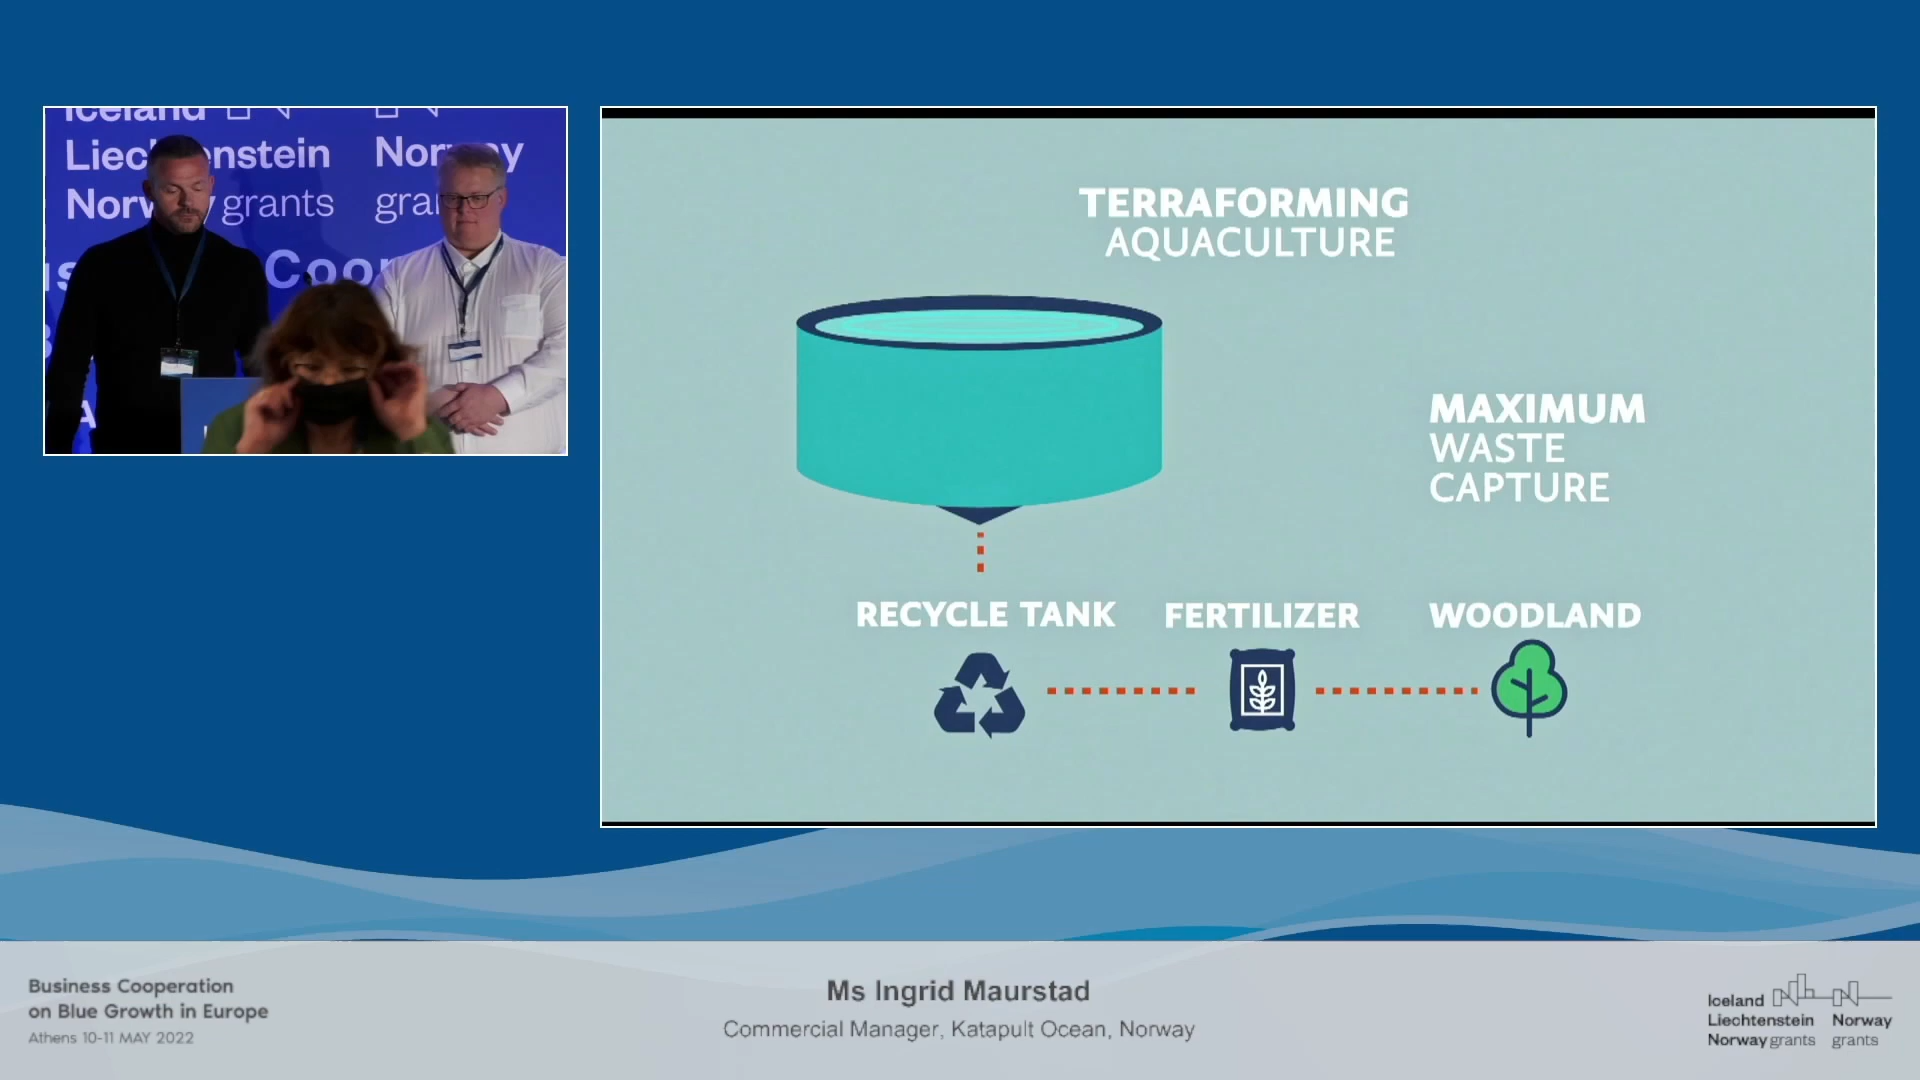 Liechtenstein
Norway
grants
TERRAFORMING
AQUACULTURE
MAXIMUM
WASTE
CAPTURE
RECYCLE TANK
FERTILIZER
WOODLAND
Business Cooperation
on Blue Growth in Europe
Athens 10-11 MAY 2022
Ms Ingrid Maurstad
Commercial Manager, Katapult Ocean, Norway
Iceland
Liechtenstein
Norway grants
Norway
grants